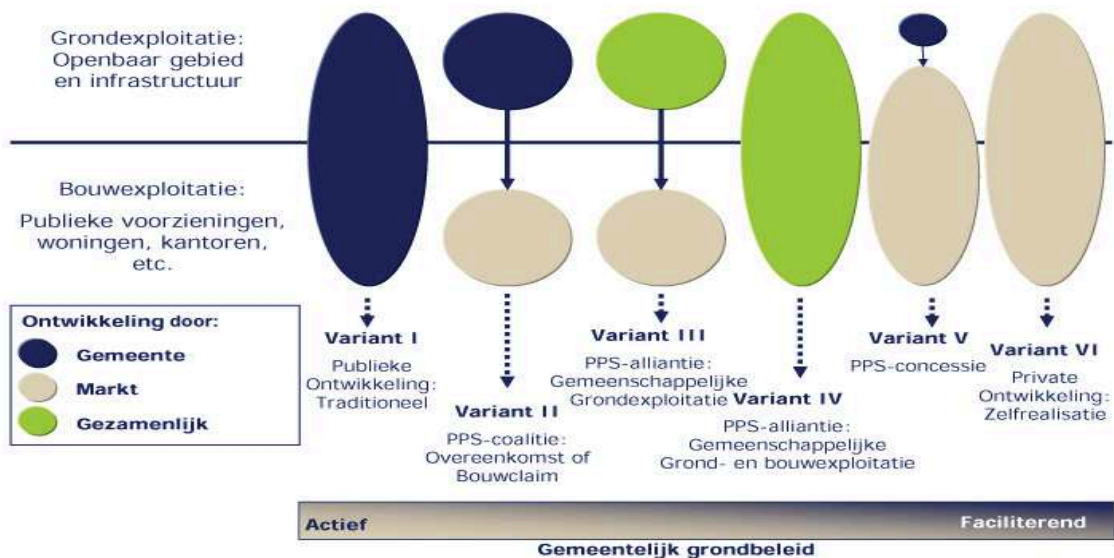 Grondexploitatie:
Openbaar gebied
en infrastructuur
Bouwexploitatie:
Publieke voorzieningen,
woningen, kantoren,
etc.
Ontwikkeling door:
Gemeente
Markt
Gezamenlijk
Variant I
Publieke
Ontwikkeling:
Traditioneel
Variant II
PPS-coalitie:
Overeenkomst of
Bouwclaim
Variant III
PPS-alliantie:
Gemeenschappelijke
Grondexploitatie
Variant IV
PPS-alliantie:
Gemeenschappelijke
Grond- en bouwexploitatie
Variant V
PPS-concessie
Variant VI
Private
Ontwikkeling:
Zelfrealisatie
Actief
Faciliterend
Gemeentelijk grondbeleid